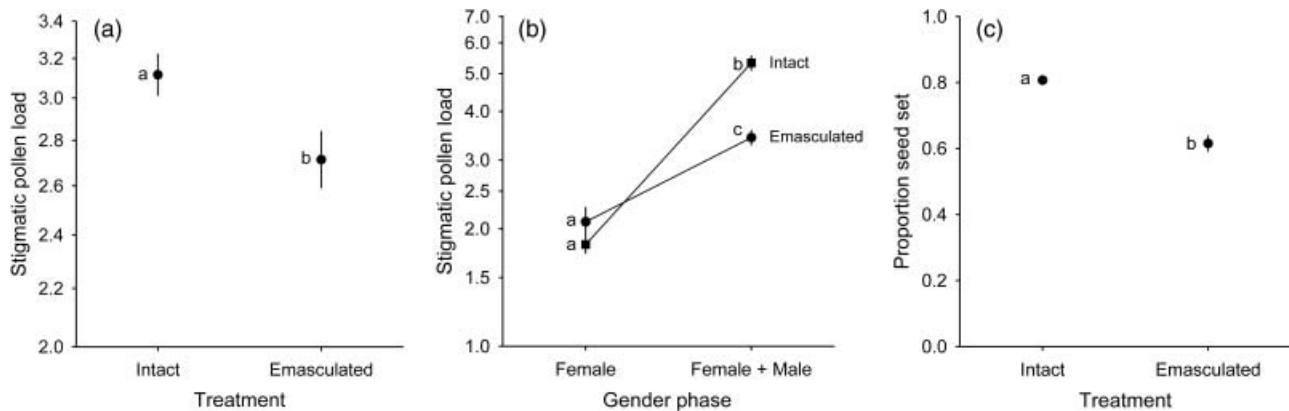 (a)
Stigmatic pollen load
3.4
3.2
3.0
2.8
2.6
2.4
2.2
2.0
a
b
Intact Emasculated
Treatment
(b)
Stigmatic pollen load
7.0
5.0
4.0
3.0
2.5
2.0
1.5
1.0
b Intact
c Emasculated
a
a
Female Female + Male
Gender phase
(c)
Proportion seed set
1.0
0.8
0.6
0.4
0.2
0.0
a
b
Intact Emasculated
Treatment